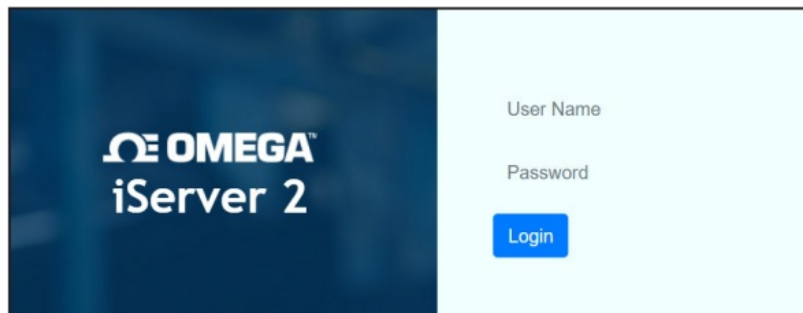 ΩE OMEGA™
iServer 2
User Name
Password
Login